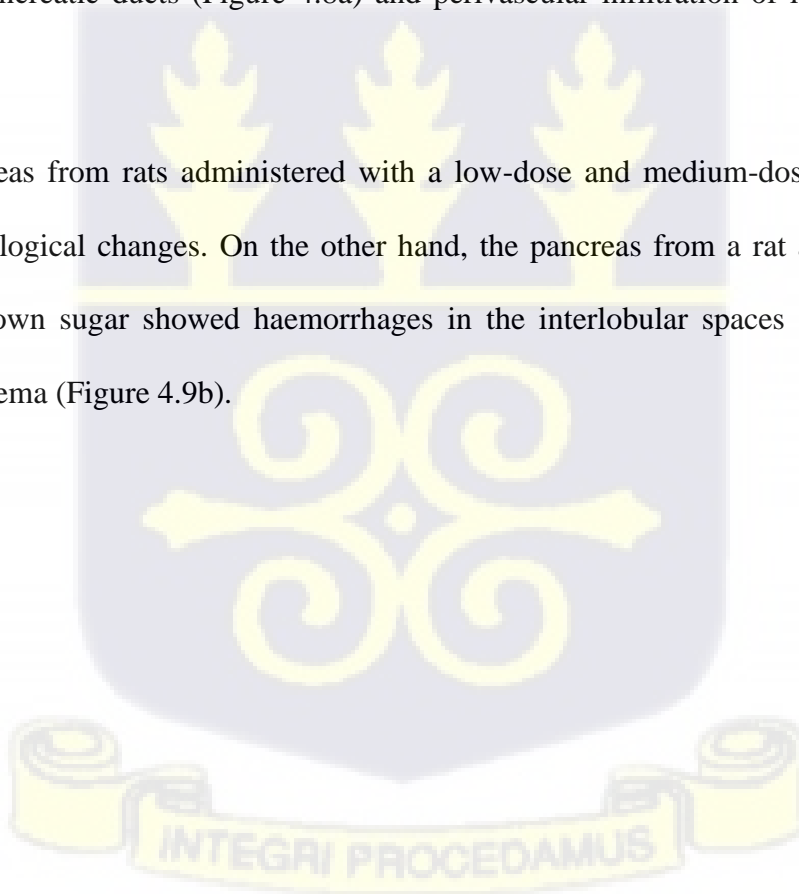 ncreatic ducts (Figure 4.8a) and perivascular infiltration of
eas from rats administered with a low-dose and medium-dos
logical changes. On the other hand, the pancreas from a rat
own sugar showed haemorrhages in the interlobular spaces
ema (Figure 4.9b).
INTEGRI PROCEDAMUS